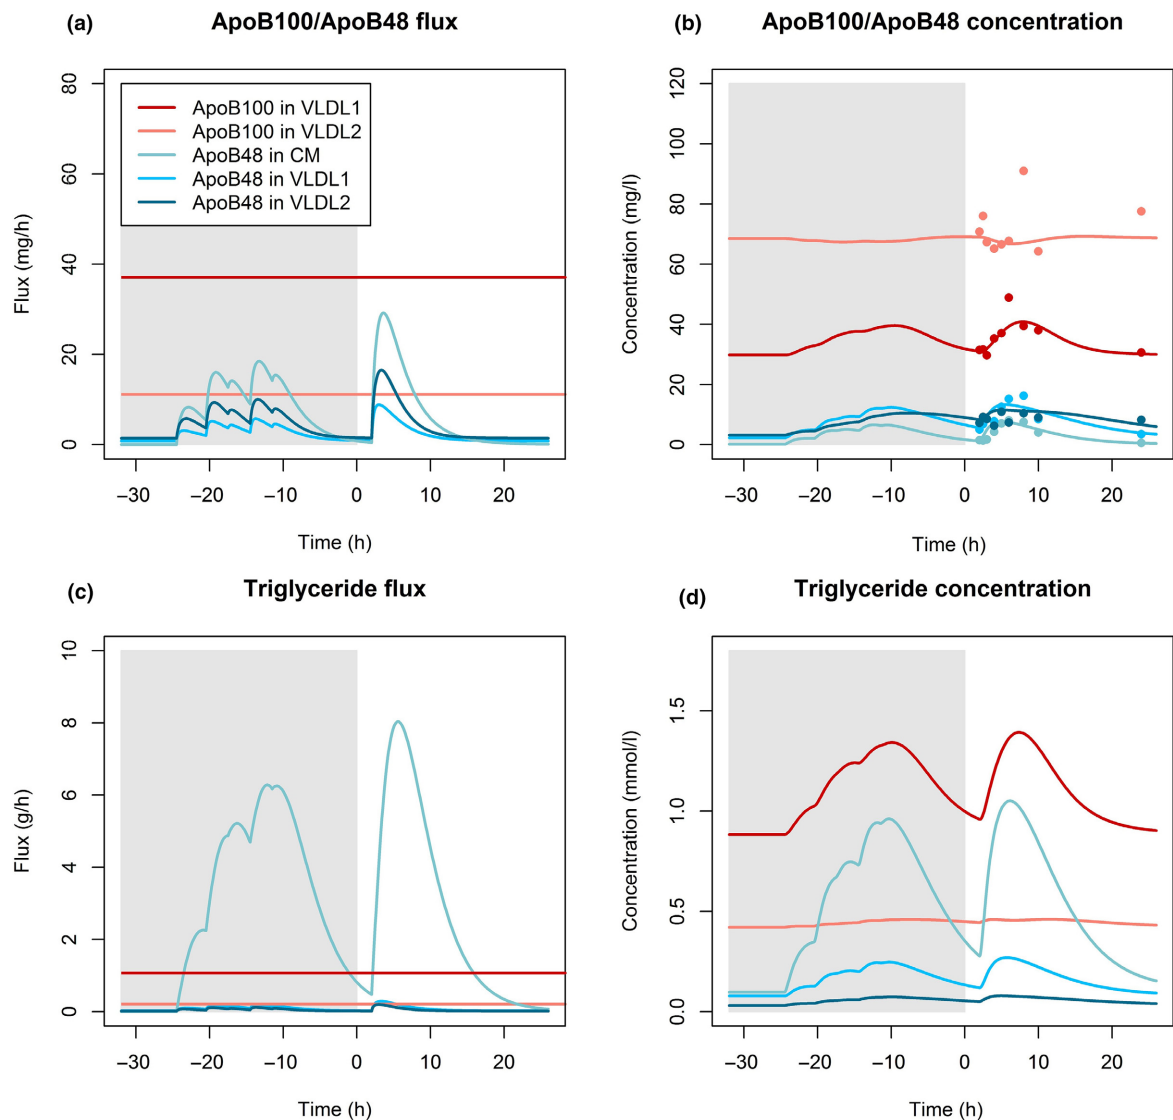 (a)
ApoB100/ApoB48 flux
Flux (mg/h)
80
60
40
20
0
ApoB100 in VLDL1
ApoB100 in VLDL2
ApoB48 in CM
ApoB48 in VLDL1
ApoB48 in VLDL2
−30 −20 −10 0 10 20
Time (h)
(b)
ApoB100/ApoB48 concentration
Concentration (mg/l)
120
100
80
60
40
20
0
−30 −20 −10 0 10 20
Time (h)
(c)
Triglyceride flux
Flux (g/h)
10
8
6
4
2
0
−30 −20 −10 0 10 20
Time (h)
(d)
Triglyceride concentration
Concentration (mmol/l)
1.5
1.0
0.5
0.0
−30 −20 −10 0 10 20
Time (h)